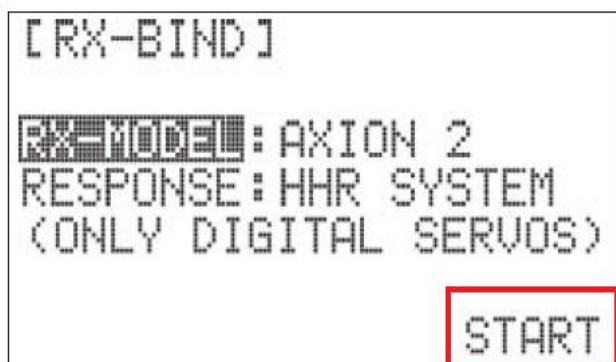 [RX-BIND]
RX-MODEL:AXION 2
RESPONSE:HHR SYSTEM
(ONLY DIGITAL SERVOS)
START